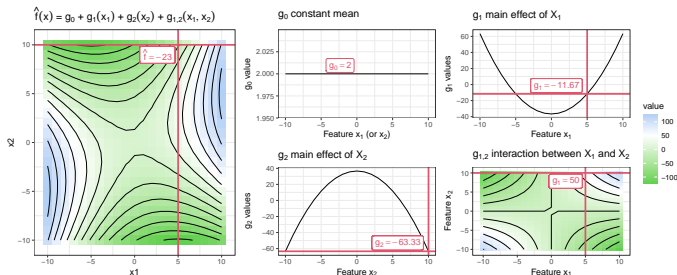 f̂(x) = g₀ + g₁(x₁) + g₂(x₂) + g₁,₂(x₁, x₂)
f̂=−23
10
5
0
−5
−10
x2
−10
−5
0
5
10
x1
g₀ constant mean
g₀=2
2.025
2.000
1.975
1.950
g₀ value
−10
−5
0
5
10
Feature x₁ (or x₂)
g₁ main effect of X₁
g₁=−11.67
60
40
20
0
−20
−40
g₁ values
−10
−5
0
5
10
Feature x₁
g₂ main effect of X₂
g₂=−63.33
20
0
−20
−40
−60
g₂ values
−10
−5
0
5
10
Feature x₂
g₁,₂ interaction between X₁ and X₂
g₁=50
10
5
0
−5
−10
Feature x₂
−10
−5
0
5
10
Feature x₁
value
100
50
0
−50
−100